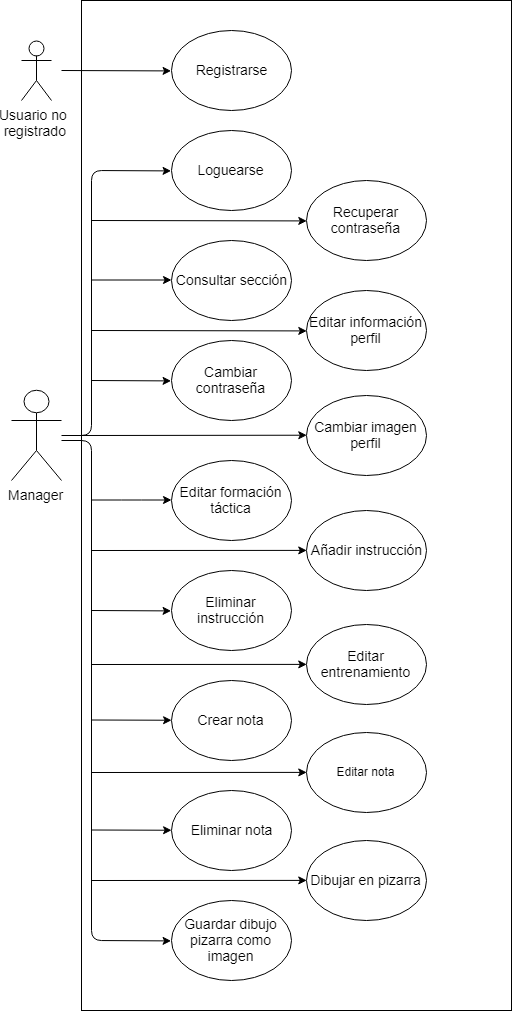 Registrarse
Usuario no
registrado
Loguearse
Recuperar
contraseña
Consultar sección
Editar información
perfil
Cambiar
contraseña
Cambiar imagen
perfil
Manager
Editar formación
táctica
Añadir instrucción
Eliminar
instrucción
Editar
entrenamiento
Crear nota
Editar nota
Eliminar nota
Dibujar en pizarra
Guardar dibujo
pizarra como
imagen